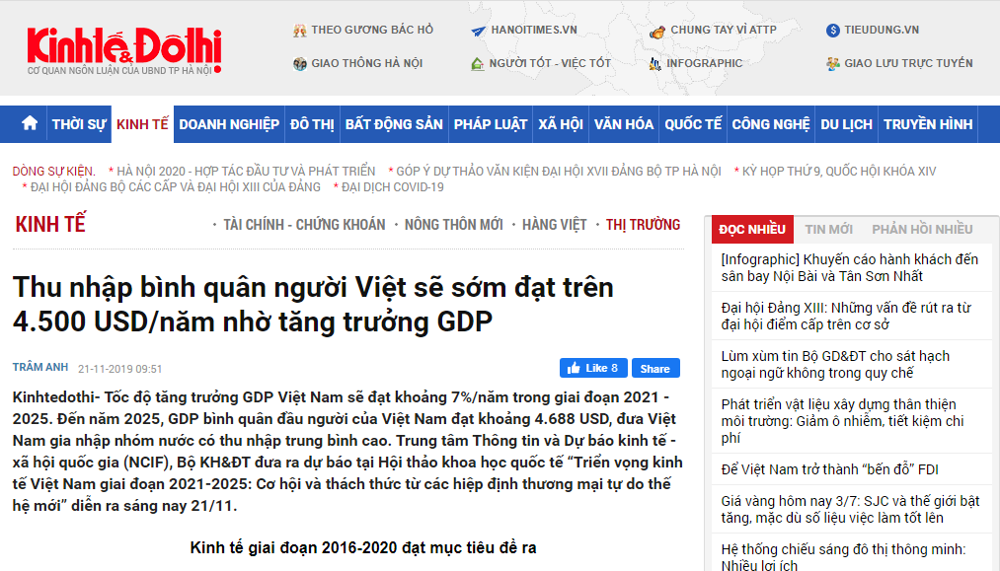 Kinhtế & Đôthị
CƠ QUAN NGÔN LUẬN CỦA UBND TP HÀ NỘI
THEO GƯƠNG BÁC HỒ
HANOITIMES.VN
CHUNG TAY VÌ ATTP
TIEUDUNG.VN
GIAO THÔNG HÀ NỘI
NGƯỜI TỐT - VIỆC TỐT
INFOGRAPHIC
GIAO LƯU TRỰC TUYẾN
THỜI SỰ
KINH TẾ
DOANH NGHIỆP
ĐÔ THỊ
BẤT ĐỘNG SẢN
PHÁP LUẬT
XÃ HỘI
VĂN HÓA
QUỐC TẾ
CÔNG NGHỆ
DU LỊCH
TRUYỀN HÌNH
DÒNG SỰ KIỆN. * HÀ NỘI 2020 - HỢP TÁC ĐẦU TƯ VÀ PHÁT TRIỂN * GÓP Ý DỰ THẢO VĂN KIỆN ĐẠI HỘI XVII ĐẢNG BỘ TP HÀ NỘI * KỲ HỌP THỨ 9, QUỐC HỘI KHÓA XIV
* ĐẠI HỘI ĐẢNG BỘ CÁC CẤP VÀ ĐẠI HỘI XIII CỦA ĐẢNG * ĐẠI DỊCH COVID-19
KINH TẾ
· TÀI CHÍNH - CHỨNG KHOÁN · NÔNG THÔN MỚI · HÀNG VIỆT · THỊ TRƯỜNG
Thu nhập bình quân người Việt sẽ sớm đạt trên
4.500 USD/năm nhờ tăng trưởng GDP
TRÂM ANH 21-11-2019 09:51
Like 8
Share
Kinhtedothi- Tốc độ tăng trưởng GDP Việt Nam sẽ đạt khoảng 7%/năm trong giai đoạn 2021 -
2025. Đến năm 2025, GDP bình quân đầu người của Việt Nam đạt khoảng 4.688 USD, đưa Việt
Nam gia nhập nhóm nước có thu nhập trung bình cao. Trung tâm Thông tin và Dự báo kinh tế -
xã hội quốc gia (NCIF), Bộ KH&ĐT đưa ra dự báo tại Hội thảo khoa học quốc tế “Triển vọng kinh
tế Việt Nam giai đoạn 2021-2025: Cơ hội và thách thức từ các hiệp định thương mại tự do thế
hệ mới” diễn ra sáng nay 21/11.
Kinh tế giai đoạn 2016-2020 đạt mục tiêu đề ra
ĐỌC NHIỀU
TIN MỚI
PHẢN HỒI NHIỀU
[Infographic] Khuyến cáo hành khách đến
sân bay Nội Bài và Tân Sơn Nhất
Đại hội Đảng XIII: Những vấn đề rút ra từ
đại hội điểm cấp trên cơ sở
Lùm xùm tin Bộ GD&ĐT cho sát hạch
ngoại ngữ không trong quy chế
Phát triển vật liệu xây dựng thân thiện
môi trường: Giảm ô nhiễm, tiết kiệm chi
phí
Để Việt Nam trở thành “bến đỗ” FDI
Giá vàng hôm nay 3/7: SJC và thế giới bật
tăng, mặc dù số liệu việc làm tốt lên
Hệ thống chiếu sáng đô thị thông minh:
Nhiều lợi ích